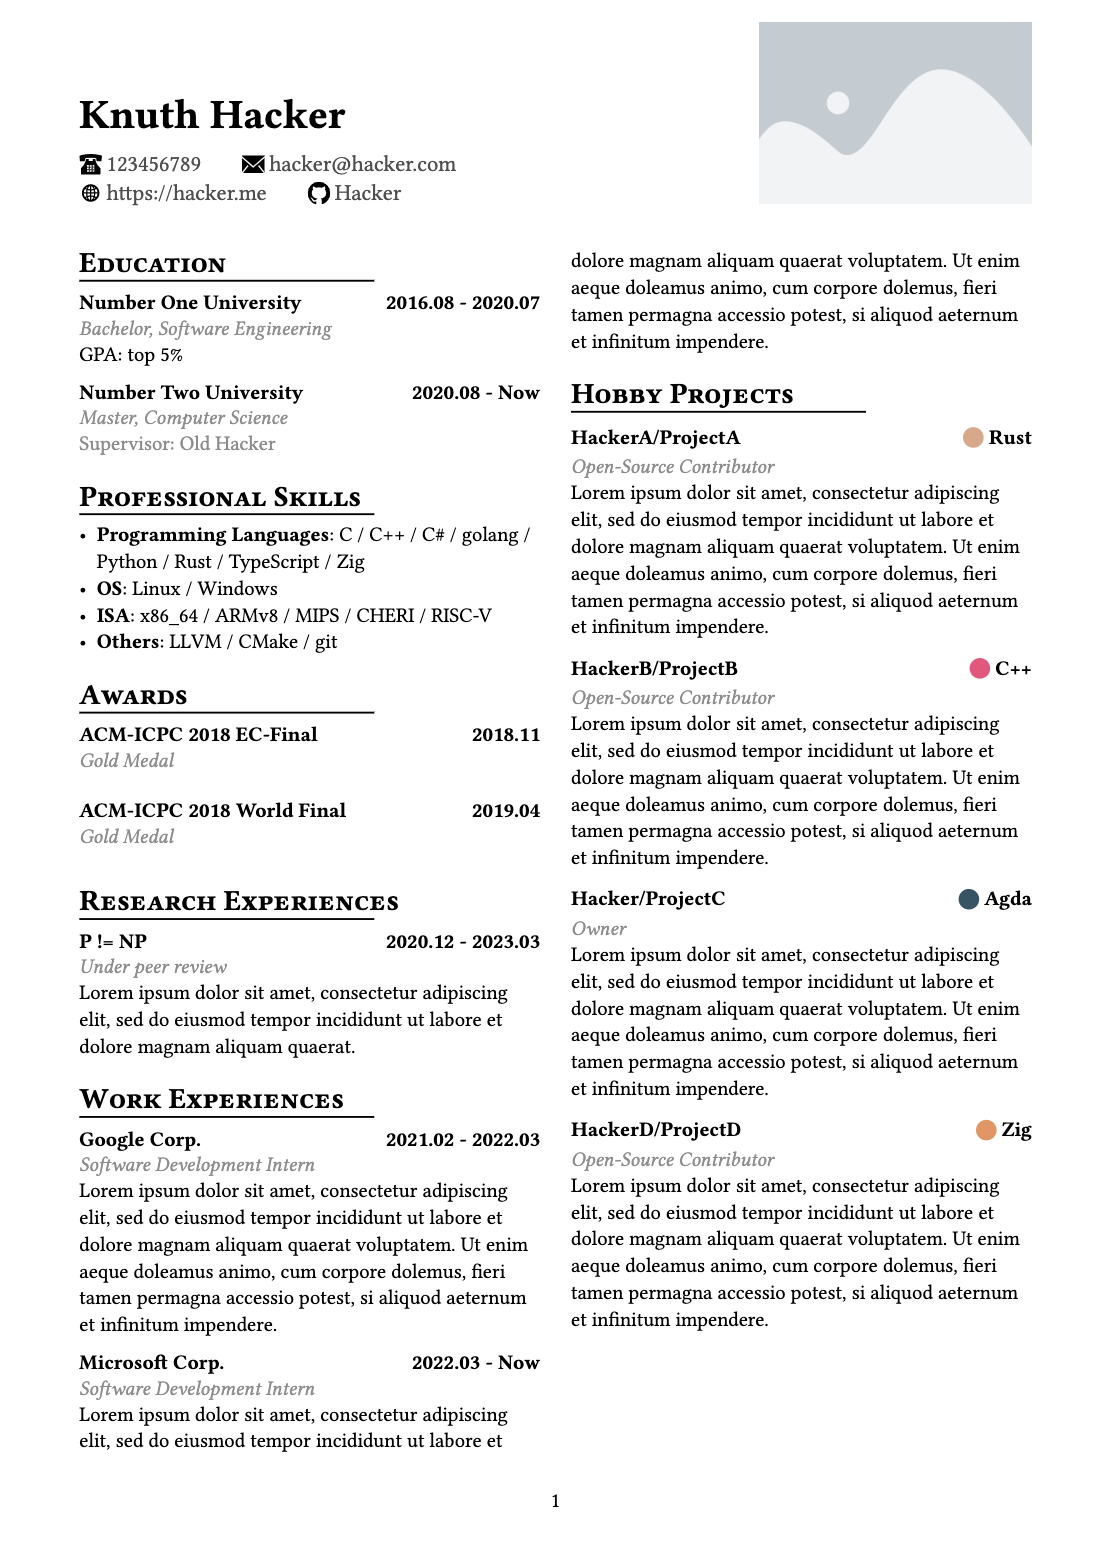 Knuth Hacker
123456789 hacker@hacker.com
https://hacker.me Hacker
Education
Number One University 2016.08 - 2020.07
Bachelor, Software Engineering
GPA: top 5%
Number Two University 2020.08 - Now
Master, Computer Science
Supervisor: Old Hacker
Professional Skills
• Programming Languages: C / C++ / C# / golang /
Python / Rust / TypeScript / Zig
• OS: Linux / Windows
• ISA: x86_64 / ARMv8 / MIPS / CHERI / RISC-V
• Others: LLVM / CMake / git
Awards
ACM-ICPC 2018 EC-Final 2018.11
Gold Medal
ACM-ICPC 2018 World Final 2019.04
Gold Medal
Research Experiences
P != NP 2020.12 - 2023.03
Under peer review
Lorem ipsum dolor sit amet, consectetur adipiscing
elit, sed do eiusmod tempor incididunt ut labore et
dolore magnam aliquam quaerat.
Work Experiences
Google Corp. 2021.02 - 2022.03
Software Development Intern
Lorem ipsum dolor sit amet, consectetur adipiscing
elit, sed do eiusmod tempor incididunt ut labore et
dolore magnam aliquam quaerat voluptatem. Ut enim
aeque doleamus animo, cum corpore dolemus, fieri
tamen permagna accessio potest, si aliquod aeternum
et infinitum impendere.
Microsoft Corp. 2022.03 - Now
Software Development Intern
Lorem ipsum dolor sit amet, consectetur adipiscing
elit, sed do eiusmod tempor incididunt ut labore et
dolore magnam aliquam quaerat voluptatem. Ut enim
aeque doleamus animo, cum corpore dolemus, fieri
tamen permagna accessio potest, si aliquod aeternum
et infinitum impendere.
Hobby Projects
HackerA/ProjectA Rust
Open-Source Contributor
Lorem ipsum dolor sit amet, consectetur adipiscing
elit, sed do eiusmod tempor incididunt ut labore et
dolore magnam aliquam quaerat voluptatem. Ut enim
aeque doleamus animo, cum corpore dolemus, fieri
tamen permagna accessio potest, si aliquod aeternum
et infinitum impendere.
HackerB/ProjectB C++
Open-Source Contributor
Lorem ipsum dolor sit amet, consectetur adipiscing
elit, sed do eiusmod tempor incididunt ut labore et
dolore magnam aliquam quaerat voluptatem. Ut enim
aeque doleamus animo, cum corpore dolemus, fieri
tamen permagna accessio potest, si aliquod aeternum
et infinitum impendere.
Hacker/ProjectC Agda
Owner
Lorem ipsum dolor sit amet, consectetur adipiscing
elit, sed do eiusmod tempor incididunt ut labore et
dolore magnam aliquam quaerat voluptatem. Ut enim
aeque doleamus animo, cum corpore dolemus, fieri
tamen permagna accessio potest, si aliquod aeternum
et infinitum impendere.
HackerD/ProjectD Zig
Open-Source Contributor
Lorem ipsum dolor sit amet, consectetur adipiscing
elit, sed do eiusmod tempor incididunt ut labore et
dolore magnam aliquam quaerat voluptatem. Ut enim
aeque doleamus animo, cum corpore dolemus, fieri
tamen permagna accessio potest, si aliquod aeternum
et infinitum impendere.
1